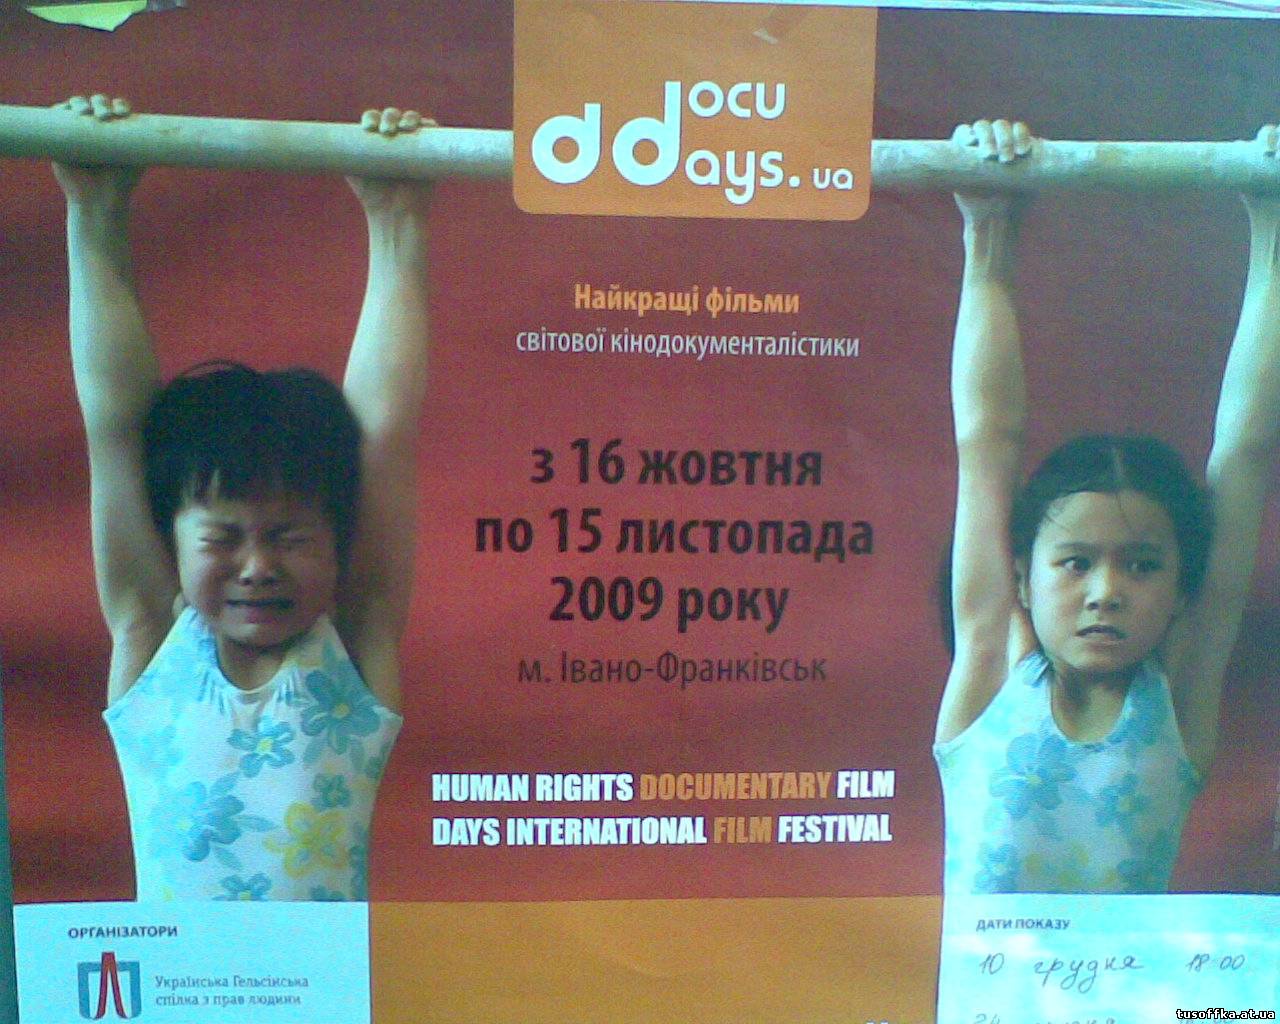 docu
days.ua
Найкращі фільми
світової кінодокументалістики
з 16 жовтня
по 15 листопада
2009 року
м. Івано-Франківськ
HUMAN RIGHTS DOCUMENTARY FILM
DAYS INTERNATIONAL FILM FESTIVAL
ОРГАНІЗАТОРИ
Українська Гельсінська
спілка з прав людини
ДАТИ ПОКАЗУ
10 грудня 18-00
24
tusoffka.at.ua